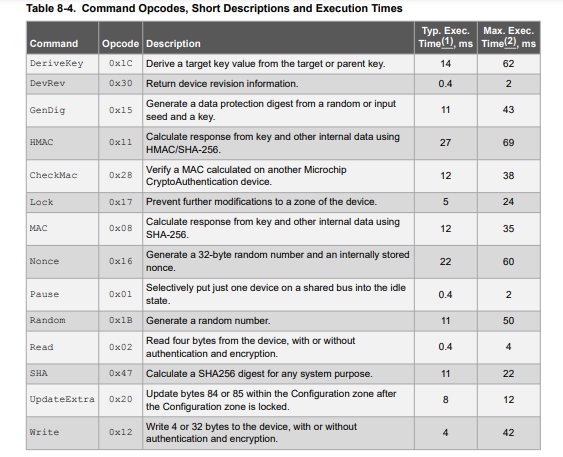 Table 8-4. Command Opcodes, Short Descriptions and Execution Times
Command Opcode Description Typ. Exec. Time(1), ms Max. Exec. Time(2), ms
DeriveKey 0x1C Derive a target key value from the target or parent key. 14 62
DevRev 0x30 Return device revision information. 0.4 2
GenDig 0x15 Generate a data protection digest from a random or input
seed and a key. 11 43
HMAC 0x11 Calculate response from key and other internal data using
HMAC/SHA-256. 27 69
CheckMac 0x28 Verify a MAC calculated on another Microchip
CryptoAuthentication device. 12 38
Lock 0x17 Prevent further modifications to a zone of the device. 5 24
MAC 0x08 Calculate response from key and other internal data using
SHA-256. 12 35
Nonce 0x16 Generate a 32-byte random number and an internally stored
nonce. 22 60
Pause 0x01 Selectively put just one device on a shared bus into the idle
state. 0.4 2
Random 0x1B Generate a random number. 11 50
Read 0x02 Read four bytes from the device, with or without
authentication and encryption. 0.4 4
SHA 0x47 Calculate a SHA256 digest for any system purpose. 11 22
UpdateExtra 0x20 Update bytes 84 or 85 within the Configuration zone after
the Configuration zone is locked. 8 12
Write 0x12 Write 4 or 32 bytes to the device, with or without
authentication and encryption. 4 42